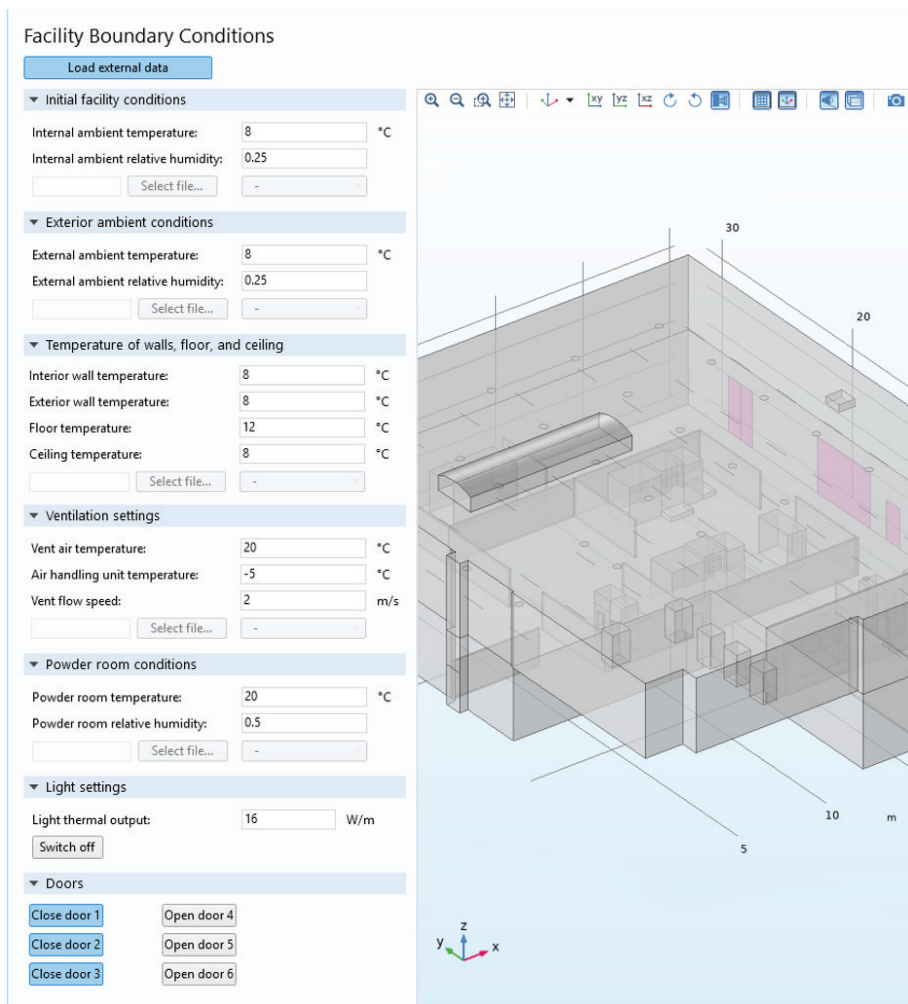 Facility Boundary Conditions
Load external data
Initial facility conditions
Internal ambient temperature: 8 °C
Internal ambient relative humidity: 0.25
Select file... -
Exterior ambient conditions
External ambient temperature: 8 °C
External ambient relative humidity: 0.25
Select file... -
Temperature of walls, floor, and ceiling
Interior wall temperature: 8 °C
Exterior wall temperature: 8 °C
Floor temperature: 12 °C
Ceiling temperature: 8 °C
Select file... -
Ventilation settings
Vent air temperature: 20 °C
Air handling unit temperature: -5 °C
Vent flow speed: 2 m/s
Select file... -
Powder room conditions
Powder room temperature: 20 °C
Powder room relative humidity: 0.5
Select file... -
Light settings
Light thermal output: 16 W/m
Switch off
Doors
Close door 1 Open door 4
Close door 2 Open door 5
Close door 3 Open door 6
xy yz xz
30
20
10 m
5
z
y x